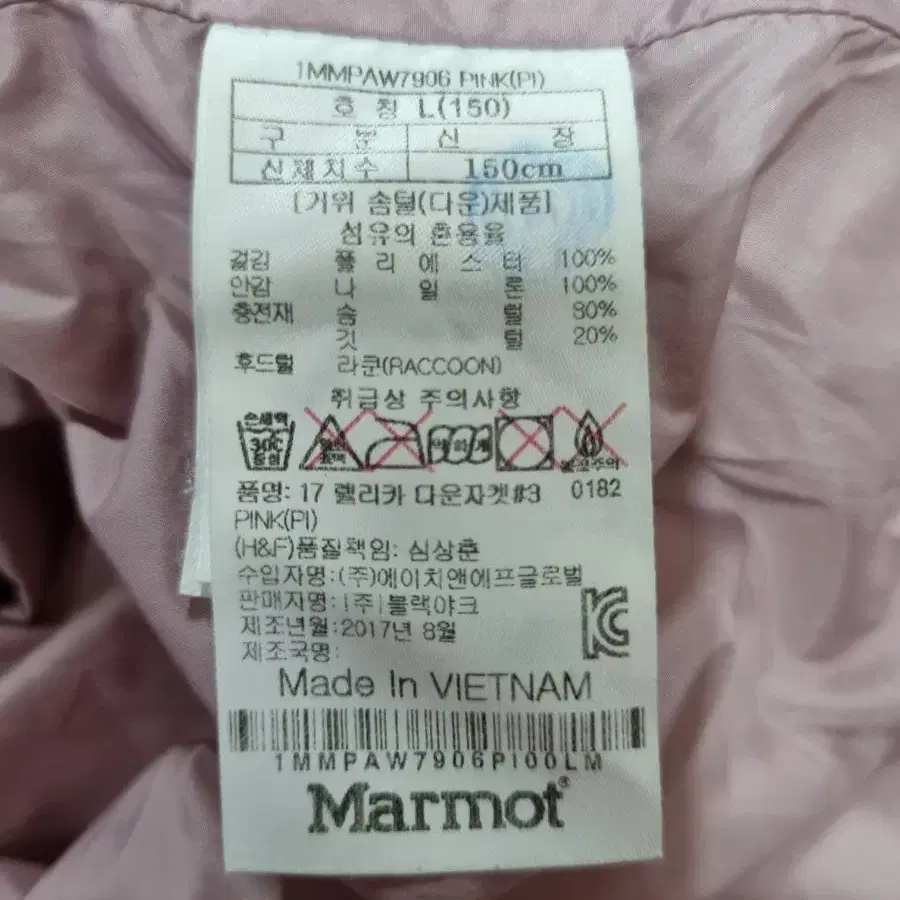 1MMPAW7906 PINK(PI)
호 칭 L(150)
구 분 신 장
신체치수 150cm
[거위 솜털(다운)제품]
섬유의 혼용율
겉감 폴 리 에 스 터 100%
안감 나 일 론 100%
충전재 솜 털 80%
깃 털 20%
후드털 라쿤(RACCOON)
취급상 주의사항
손세탁 30℃ 중성 약하게
품명: 17 렐리카 다운자켓#3 0182
PINK(PI)
(H&F)품질책임: 심상춘
수입자명:(주)에이치앤에프글로벌
판매자명:(주)블랙야크
제조년월:2017년 8월
제조국명:
Made In VIETNAM
1MMPAW7906PI00LM
Marmot®